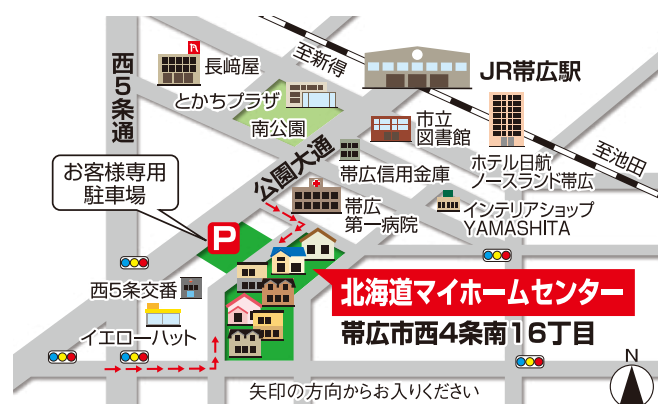 至新得
JR帯広駅
長崎屋
西5条通
とかちプラザ
南公園
市立
図書館
至池田
公園大通
帯広信用金庫
ホテル日航
ノースランド帯広
お客様専用
駐車場
帯広
第一病院
インテリアショップ
YAMASHITA
P
西5条交番
北海道マイホームセンター
イエローハット
帯広市西4条南16丁目
矢印の方向からお入りください
N